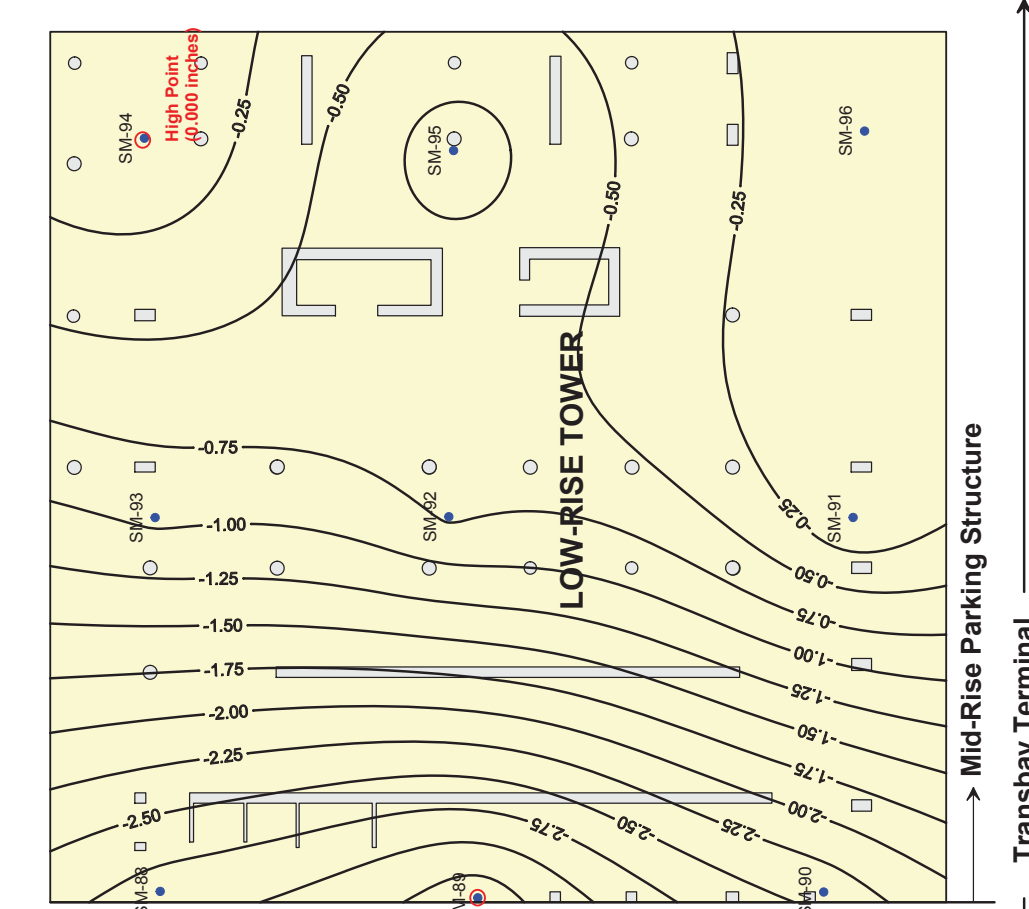 High Point
(0.000 inches)
SM-94
-0.25
-0.50
SM-95
-0.50
-0.25
SM-96
LOW-RISE TOWER
-0.75
SM-93
-1.00
SM-92
-0.25
SM-91
-1.25
-0.50
-1.50
-0.75
-1.75
-1.00
-2.00
-1.25
-2.25
-1.50
-2.50
-1.75
-2.75
-2.50
-2.25
-2.00
Mid-Rise Parking Structure
Transbay Terminal